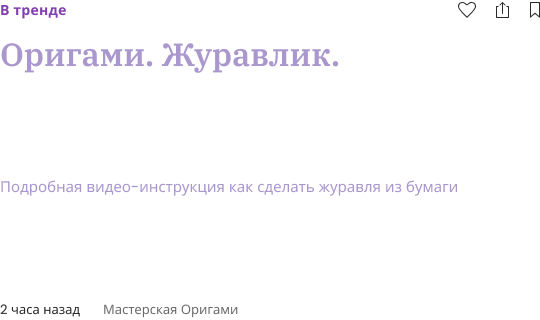 В тренде
Оригами. Журавлик.
Подробная видео-инструкция как сделать журавля из бумаги
2 часа назад Мастерская Оригами